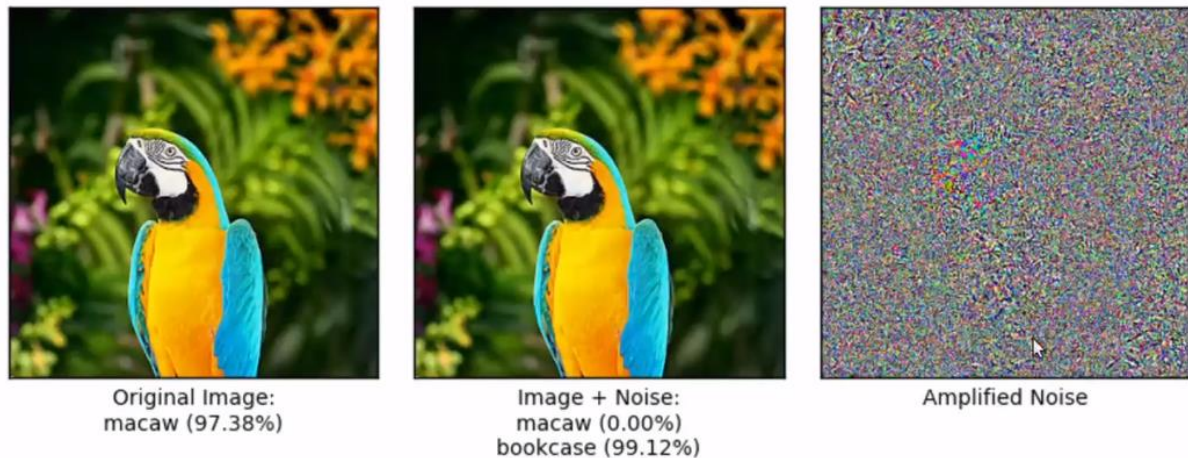 Original Image:
macaw (97.38%)
Image + Noise:
macaw (0.00%)
bookcase (99.12%)
Amplified Noise